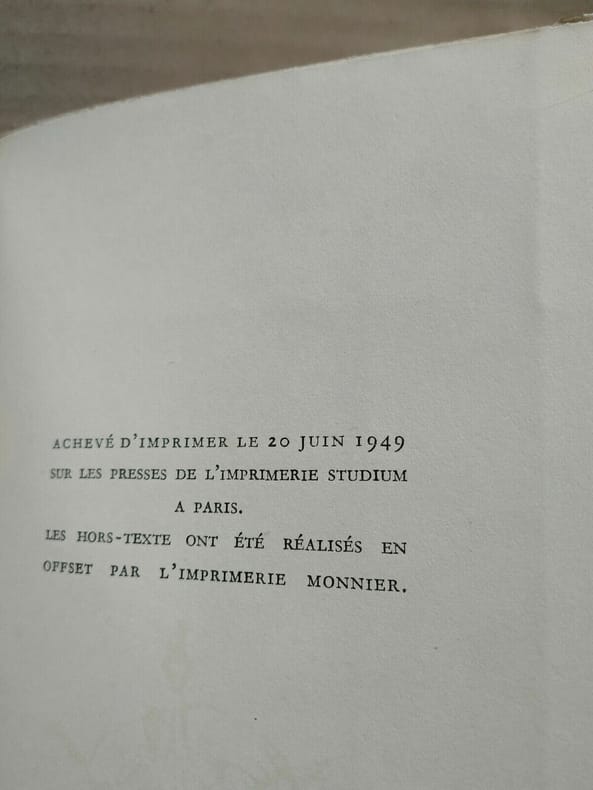 ACHEVÉ D'IMPRIMER LE 20 JUIN 1949
SUR LES PRESSES DE L'IMPRIMERIE STUDIUM
A PARIS.
LES HORS-TEXTE ONT ÉTÉ RÉALISÉS EN
OFFSET PAR L'IMPRIMERIE MONNIER.